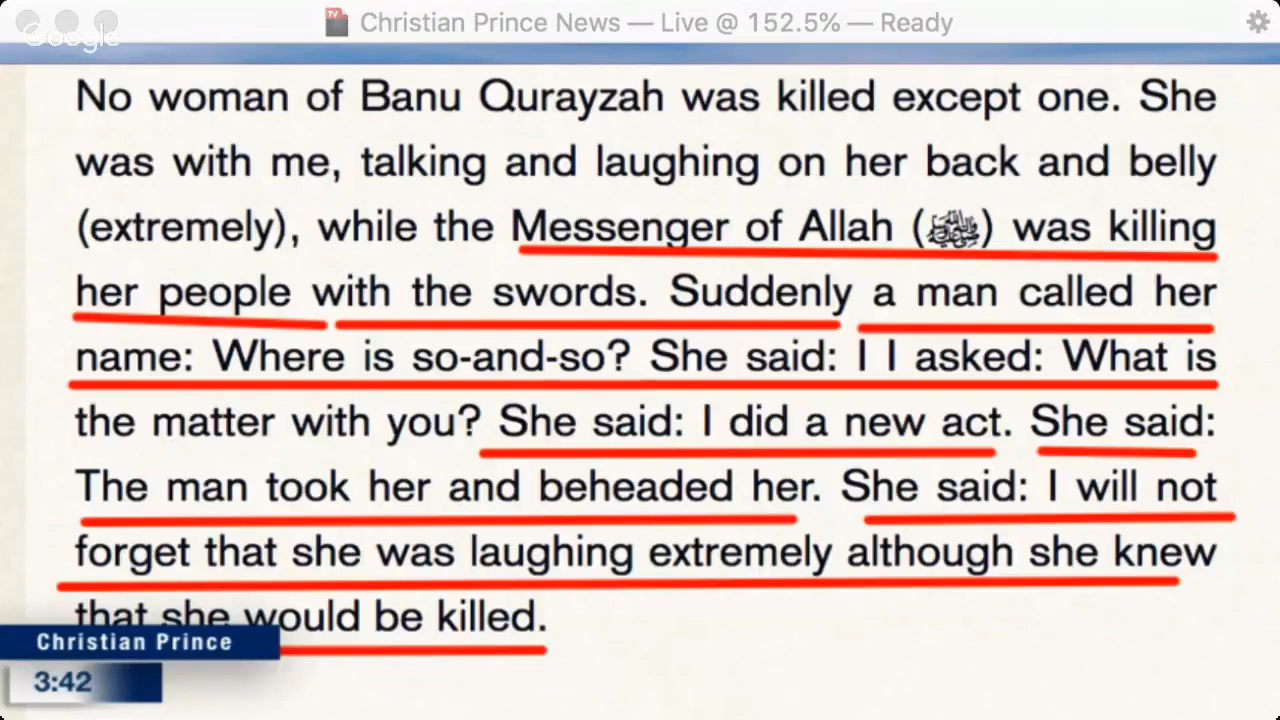 Christian Prince News — Live @ 152.5% — Ready
Google
No woman of Banu Qurayzah was killed except one. She
was with me, talking and laughing on her back and belly
(extremely), while the Messenger of Allah (ﷺ) was killing
her people with the swords. Suddenly a man called her
name: Where is so-and-so? She said: I I asked: What is
the matter with you? She said: I did a new act. She said:
The man took her and beheaded her. She said: I will not
forget that she was laughing extremely although she knew
that she would be killed.
Christian Prince
3:42